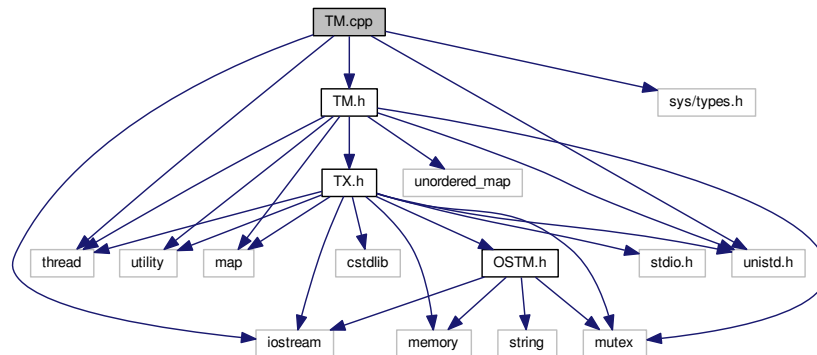 TM.cpp
sys/types.h
TM.h
TX.h
unordered_map
thread
utility
map
cstdlib
OSTM.h
stdio.h
unistd.h
iostream
memory
string
mutex